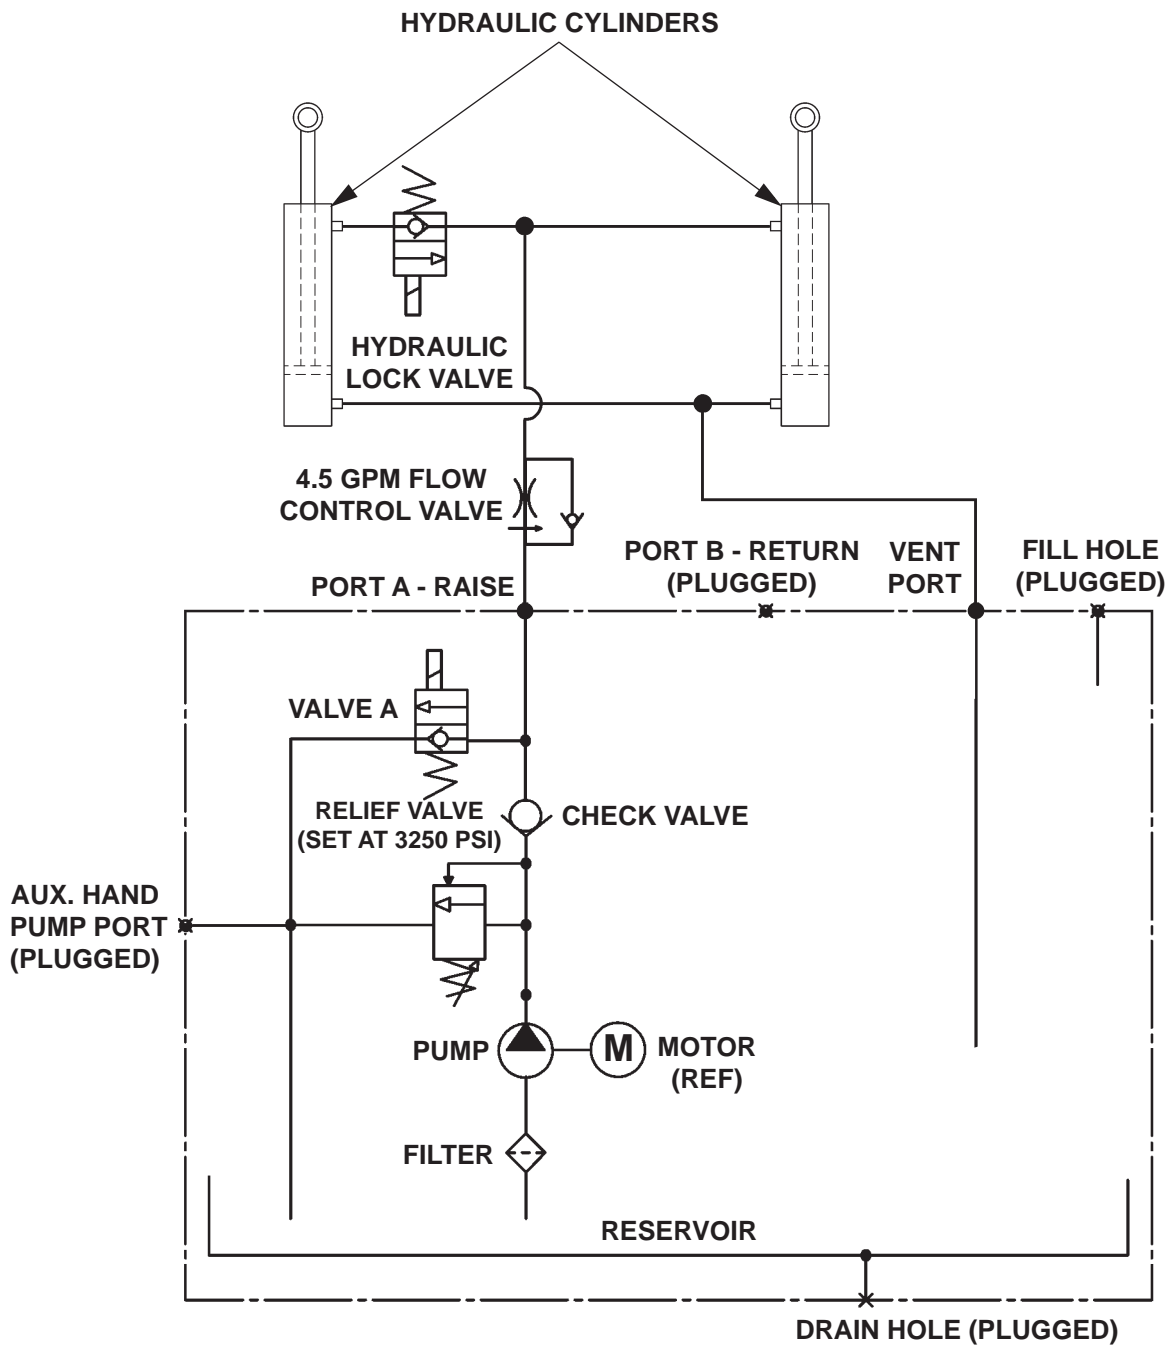 HYDRAULIC CYLINDERS
HYDRAULIC
LOCK VALVE
4.5 GPM FLOW
CONTROL VALVE
PORT A - RAISE
PORT B - RETURN
(PLUGGED)
VENT
PORT
FILL HOLE
(PLUGGED)
VALVE A
RELIEF VALVE
(SET AT 3250 PSI)
CHECK VALVE
AUX. HAND
PUMP PORT
(PLUGGED)
PUMP
M
MOTOR
(REF)
FILTER
RESERVOIR
DRAIN HOLE (PLUGGED)